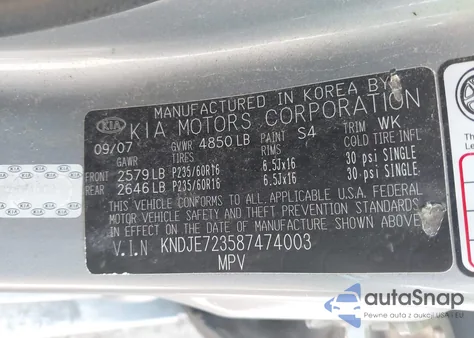 MANUFACTURED IN KOREA BY
KIA KIA MOTORS CORPORATION
09/07 GVWR 4850 LB PAINT S4 TRIM WK
GAWR TIRES RIMS COLD TIRE INFL
FRONT 2579 LB P235/60R16 6.5Jx16 30 psi SINGLE
REAR 2646 LB P235/60R16 6.5Jx16 30 psi SINGLE
THIS VEHICLE CONFORMS TO ALL APPLICABLE U.S.A. FEDERAL
MOTOR VEHICLE SAFETY AND THEFT PREVENTION STANDARDS
IN EFFECT ON THE DATE OF MANUFACTURE SHOWN ABOVE.
V.I.N KNDJE723587474003
MPV
Th
Le
autoSnap
Pewne auta z aukcji USA i EU